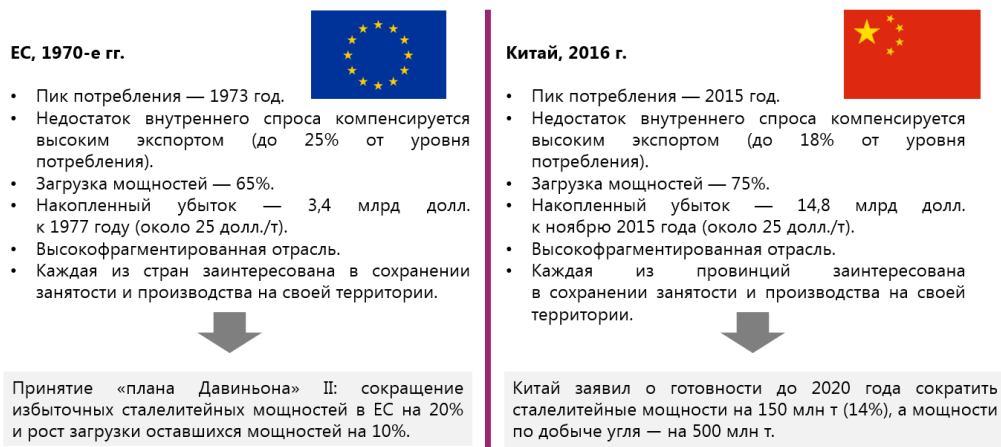 ЕС, 1970-е гг.
• Пик потребления — 1973 год.
• Недостаток внутреннего спроса компенсируется
высоким экспортом (до 25% от уровня
потребления).
• Загрузка мощностей — 65%.
• Накопленный убыток — 3,4 млрд долл.
к 1977 году (около 25 долл./т).
• Высокофрагментированная отрасль.
• Каждая из стран заинтересована в сохранении
занятости и производства на своей территории.
Принятие «плана Давиньона» II: сокращение
избыточных сталелитейных мощностей в ЕС на 20%
и рост загрузки оставшихся мощностей на 10%.
Китай, 2016 г.
• Пик потребления — 2015 год.
• Недостаток внутреннего спроса компенсируется
высоким экспортом (до 18% от уровня
потребления).
• Загрузка мощностей — 75%.
• Накопленный убыток — 14,8 млрд долл.
к ноябрю 2015 года (около 25 долл./т).
• Высокофрагментированная отрасль.
• Каждая из провинций заинтересована
в сохранении занятости и производства на своей
территории.
Китай заявил о готовности до 2020 года сократить
сталелитейные мощности на 150 млн т (14%), а мощности
по добыче угля — на 500 млн т.